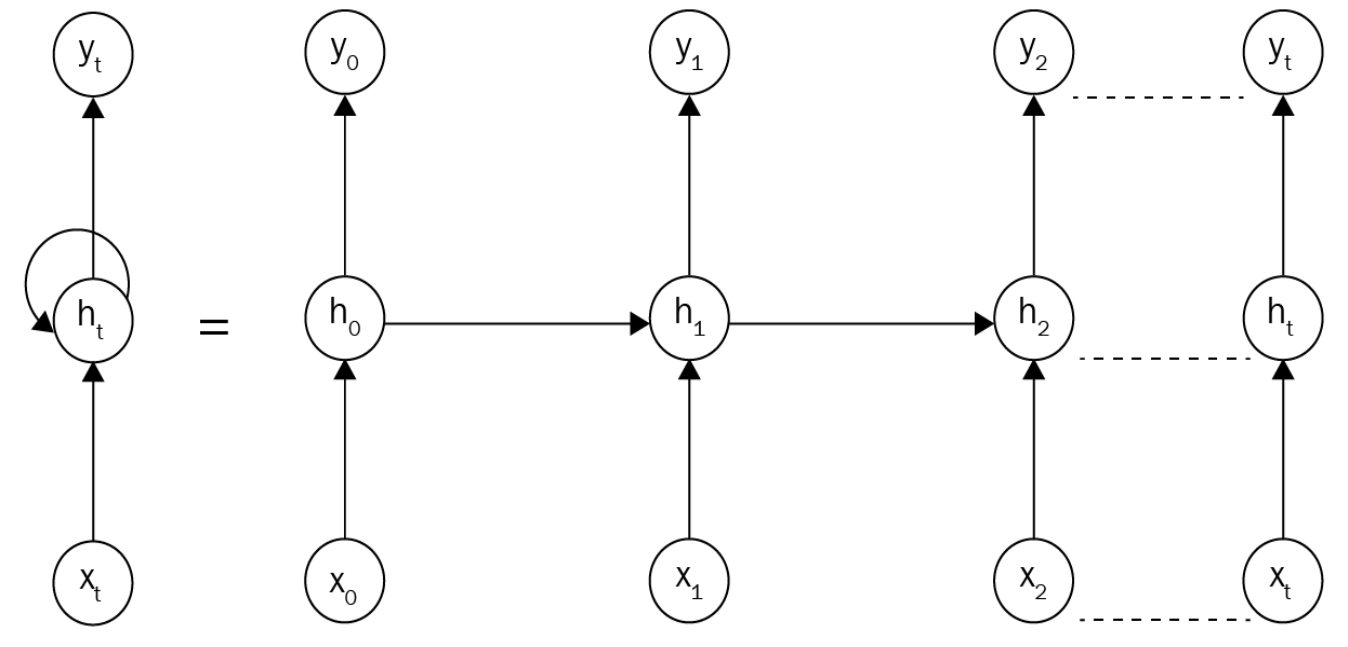 yₜ y₀ y₁ y₂ yₜ
hₜ = h₀ h₁ h₂ hₜ
xₜ x₀ x₁ x₂ xₜ